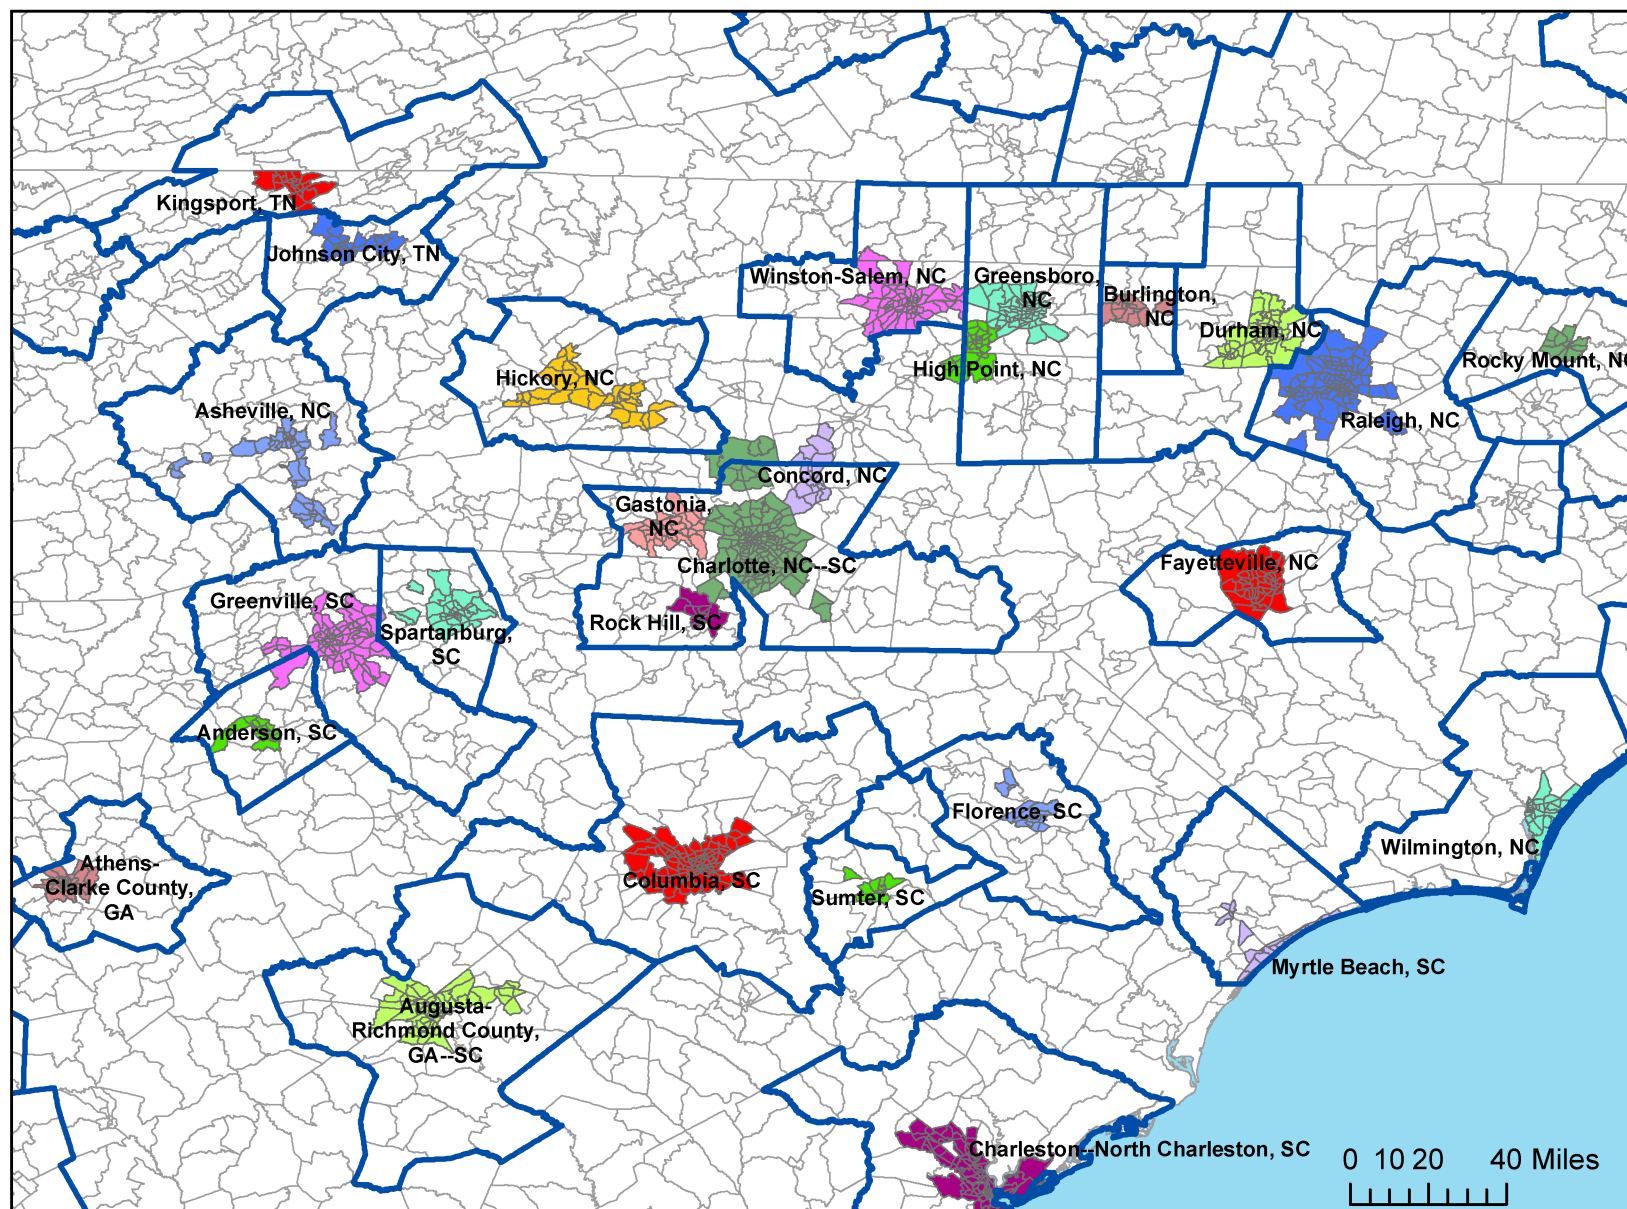 Kingsport, TN
Johnson City, TN
Winston-Salem, NC
Greensboro,
NC
Burlington,
NC
Durham, NC
Rocky Mount, NC
High Point, NC
Hickory, NC
Asheville, NC
Raleigh, NC
Concord, NC
Gastonia,
NC
Charlotte, NC--SC
Fayetteville, NC
Greenville, SC
Spartanburg,
SC
Rock Hill, SC
Anderson, SC
Florence, SC
Wilmington, NC
Athens-
Clarke County,
GA
Columbia, SC
Sumter, SC
Myrtle Beach, SC
Augusta-
Richmond County,
GA--SC
Charleston--North Charleston, SC
0 10 20 40 Miles